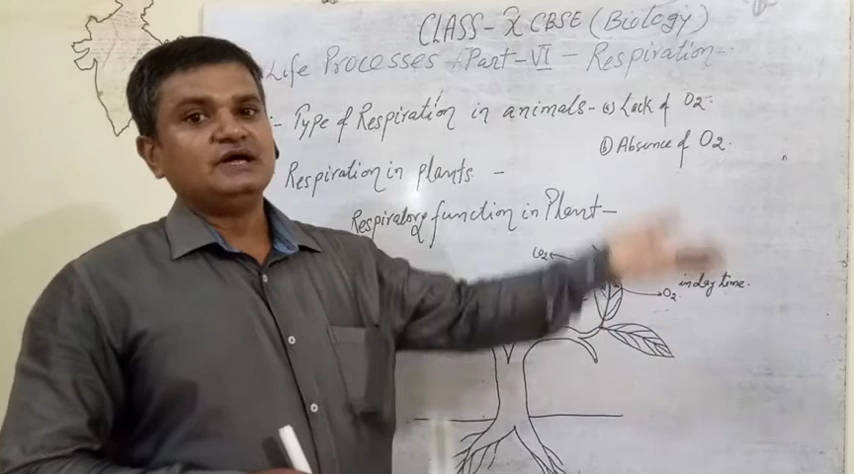 CLASS-X CBSE (Biology)
Life Processes - Part-VI - Respiration-
:- Type of Respiration in animals- (a) Lack of O2-
(b) Absence of O2.
Respiration in plants -
Respiratory function in Plant-
CO2
O2 in day time.